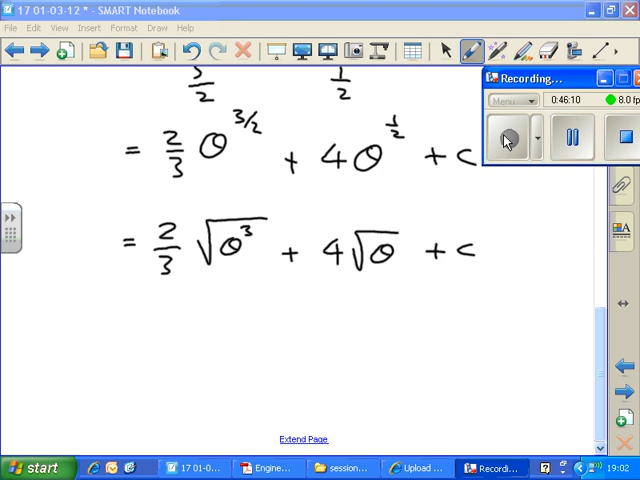 17 01-03-12 * - SMART Notebook
File Edit View Insert Format Draw
Recording...
Menu
0:46:10 8.0 fp
3/2 1/2
= 2/3 θ^3/2 + 4θ^1/2 + c
= 2/3 √θ³ + 4√θ + c
Extend Page
start 17 01-0... Engine... session... Upload ... Recordi... 19:02